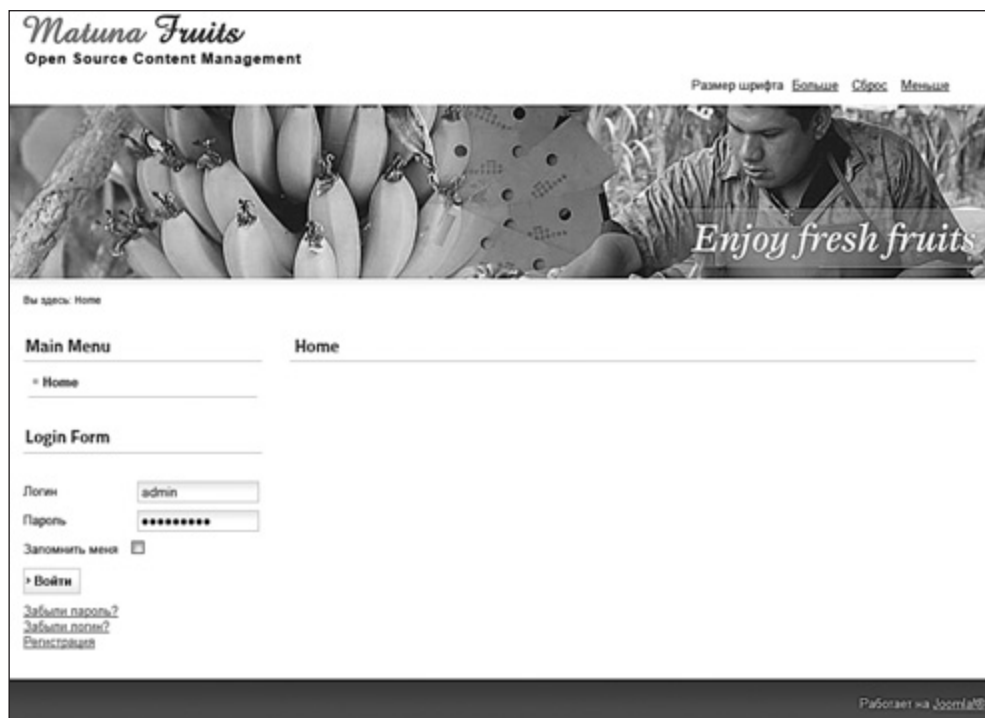 Matuna Fruits
Open Source Content Management
Размер шрифта Больше Сброс Меньше
Enjoy fresh fruits
Вы здесь: Home
Main Menu
Home
Home
Login Form
Логин admin
Пароль •••••••••
Запомнить меня
Войти
Забыли пароль?
Забыли логин?
Регистрация
Работает на Joomla!®